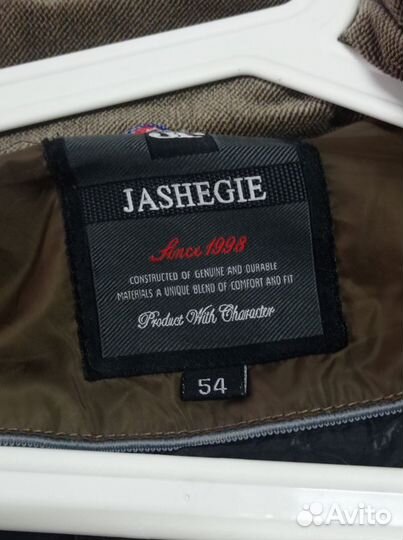 JASHEGIE
Since 1998
CONSTRUCTED OF GENUINE AND DURABLE
MATERIALS A UNIQUE BLEND OF COMFORT AND FIT
Product With Character
54
Avito